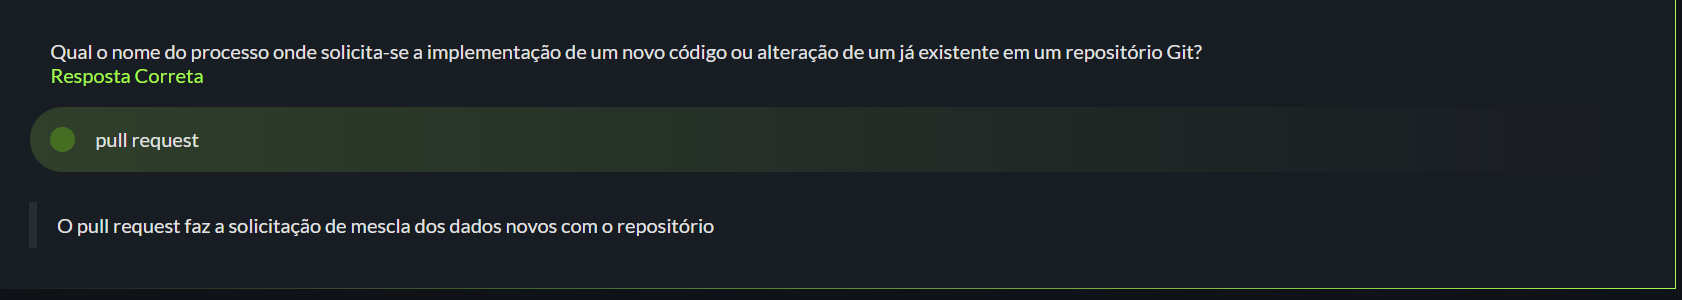 Qual o nome do processo onde solicita-se a implementação de um novo código ou alteração de um já existente em um repositório Git?
Resposta Correta
pull request
O pull request faz a solicitação de mescla dos dados novos com o repositório